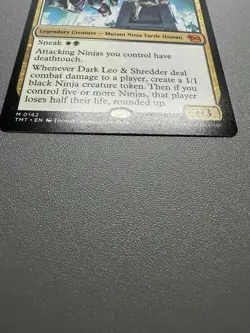 Legendary Creature — Mutant Ninja Turtle Human
Sneak
Attacking Ninjas you control have
deathtouch.
Whenever Dark Leo & Shredder deal
combat damage to a player, create a 1/1
black Ninja creature token. Then if you
control five or more Ninjas, that player
loses half their life, rounded up.
M 0142
TMT • EN